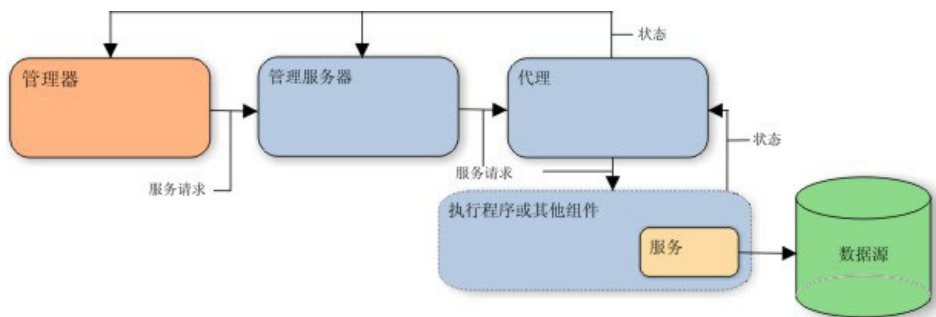 状态
管理器
管理服务器
代理
状态
服务请求
服务请求
执行程序或其他组件
服务
数据源